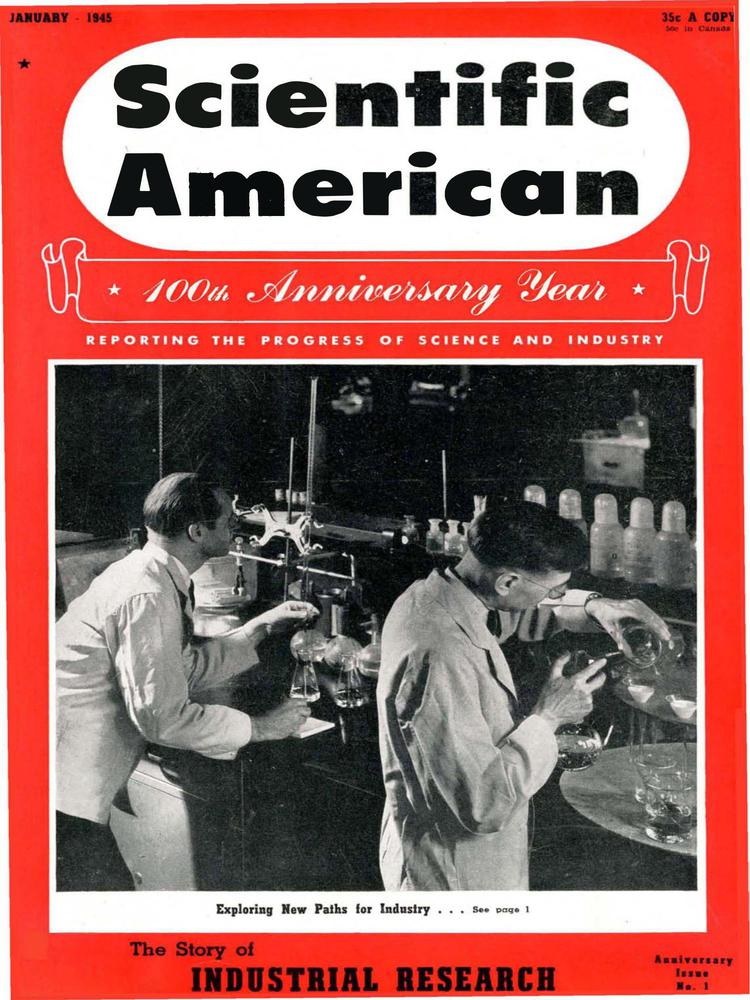 JANUARY - 1945
35c A COPY
50c in Canada
Scientific
American
100th Anniversary Year
REPORTING THE PROGRESS OF SCIENCE AND INDUSTRY
Exploring New Paths for Industry . . . See page 1
The Story of
INDUSTRIAL RESEARCH
Anniversary
Issue
No. 1